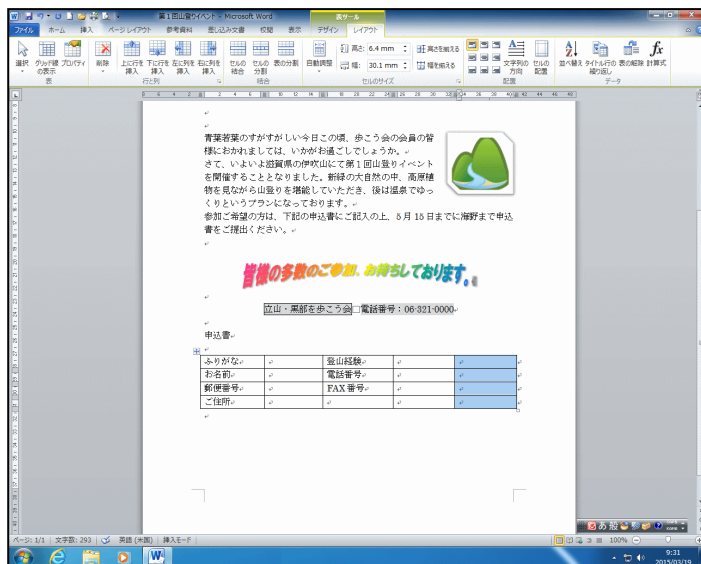 第1回山登りイベント - Microsoft Word
表ツール
ファイル ホーム 挿入 ページ レイアウト 参考資料 差し込み文書 校閲 表示 デザイン レイアウト
選択 グリッド線の表示 プロパティ 削除 上に行を挿入 下に行を挿入 左に列を挿入 右に列を挿入 セルの結合 セルの分割 表の分割 自動調整 高さ: 6.4 mm 高さを揃える 幅: 30.1 mm 幅を揃える 文字列の方向 セルの配置 並べ替え タイトル行の繰り返し 表の解除 計算式
表 行と列 結合 セルのサイズ 配置 データ
青葉若葉のすがすがしい今日この頃、歩こう会の会員の皆
様におかれましては、いかがお過ごしでしょうか。
さて、いよいよ滋賀県の伊吹山にて第1回山登りイベント
を開催することとなりました。新緑の大自然の中、高原植
物を見ながら山登りを堪能していただき、後は温泉でゆっ
くりというプランになっております。
参加ご希望の方は、下記の申込書にご記入の上、5月15日までに海野まで申込
書をご提出ください。
皆様の多数のご参加、お待ちしております。
立山・黒部を歩こう会□電話番号：06-321-0000
申込書
ふりがな 登山経験
お名前 電話番号
郵便番号 FAX 番号
ご住所
ページ: 1/1 文字数: 293 英語 (米国) 挿入モード 100%
あ 般
9:31
2015/03/19